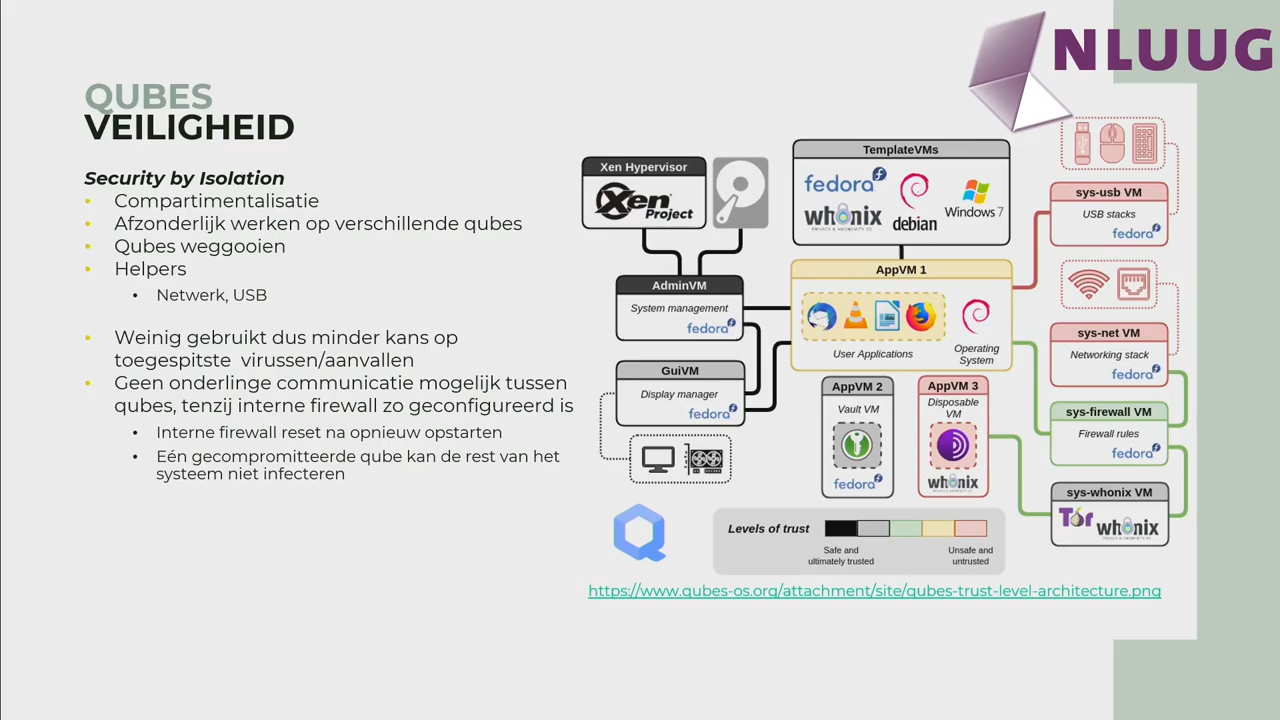 NLUUG
QUBES
VEILIGHEID
Security by Isolation
• Compartimentalisatie
• Afzonderlijk werken op verschillende qubes
• Qubes weggooien
• Helpers
• Netwerk, USB
• Weinig gebruikt dus minder kans op
toegespitste virussen/aanvallen
• Geen onderlinge communicatie mogelijk tussen
qubes, tenzij interne firewall zo geconfigureerd is
• Interne firewall reset na opnieuw opstarten
• Eén gecompromitteerde qube kan de rest van het
systeem niet infecteren
Xen Hypervisor
Xen
Project
TemplateVMs
fedora
whonix
PRIVACY & ANONYMITY OS
debian
Windows 7
AdminVM
System management
fedora
GuiVM
Display manager
fedora
AppVM 1
User Applications
Operating
System
AppVM 2
Vault VM
fedora
AppVM 3
Disposable
VM
whonix
sys-usb VM
USB stacks
fedora
sys-net VM
Networking stack
fedora
sys-firewall VM
Firewall rules
fedora
sys-whonix VM
Tor
whonix
Levels of trust
Safe and
ultimately trusted
Unsafe and
untrusted
https://www.qubes-os.org/attachment/site/qubes-trust-level-architecture.png